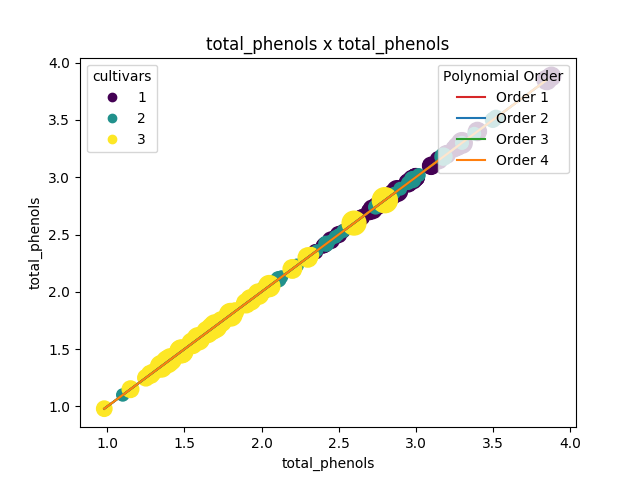 total_phenols x total_phenols
cultivars
1
2
3
Polynomial Order
Order 1
Order 2
Order 3
Order 4
4.0
3.5
3.0
2.5
2.0
1.5
1.0
total_phenols
1.0 1.5 2.0 2.5 3.0 3.5 4.0
total_phenols